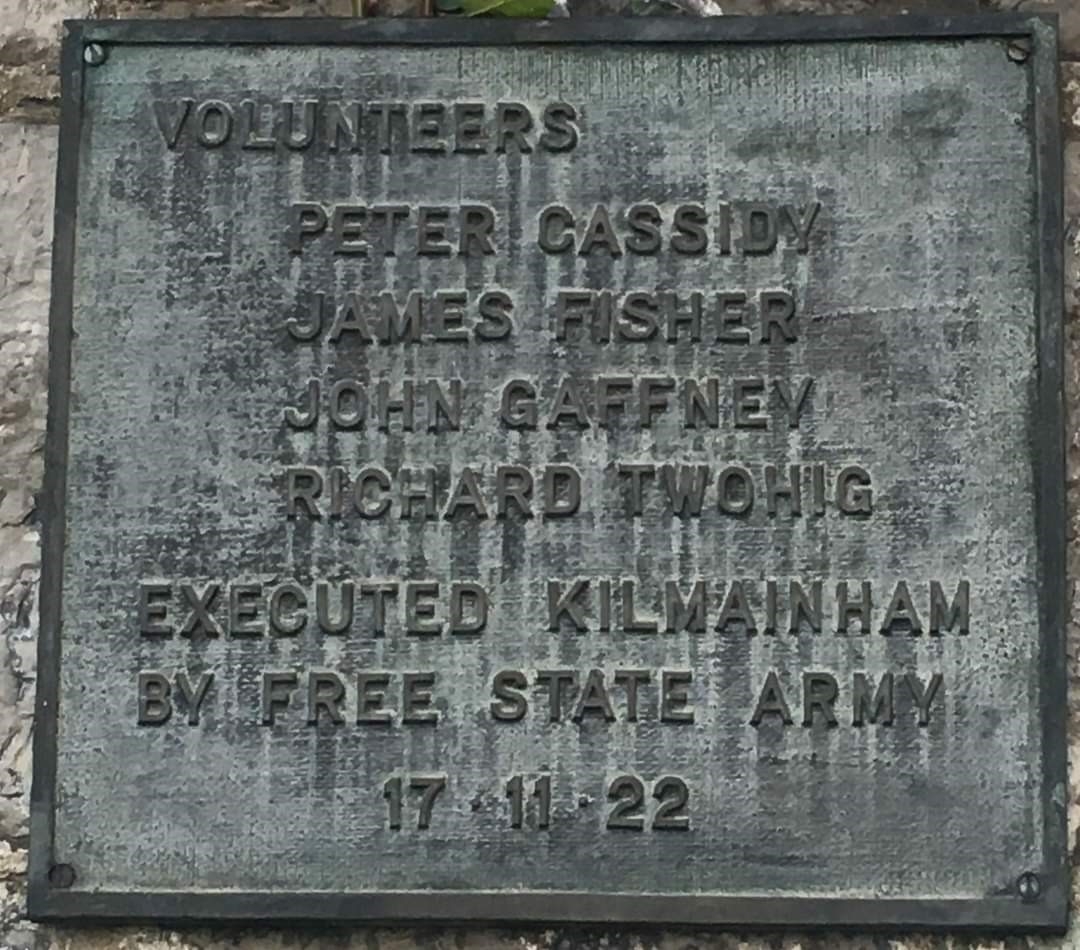 VOLUNTEERS
PETER CASSIDY
JAMES FISHER
JOHN GAFFNEY
RICHARD TWOHIG
EXECUTED KILMAINHAM
BY FREE STATE ARMY
17·11·22